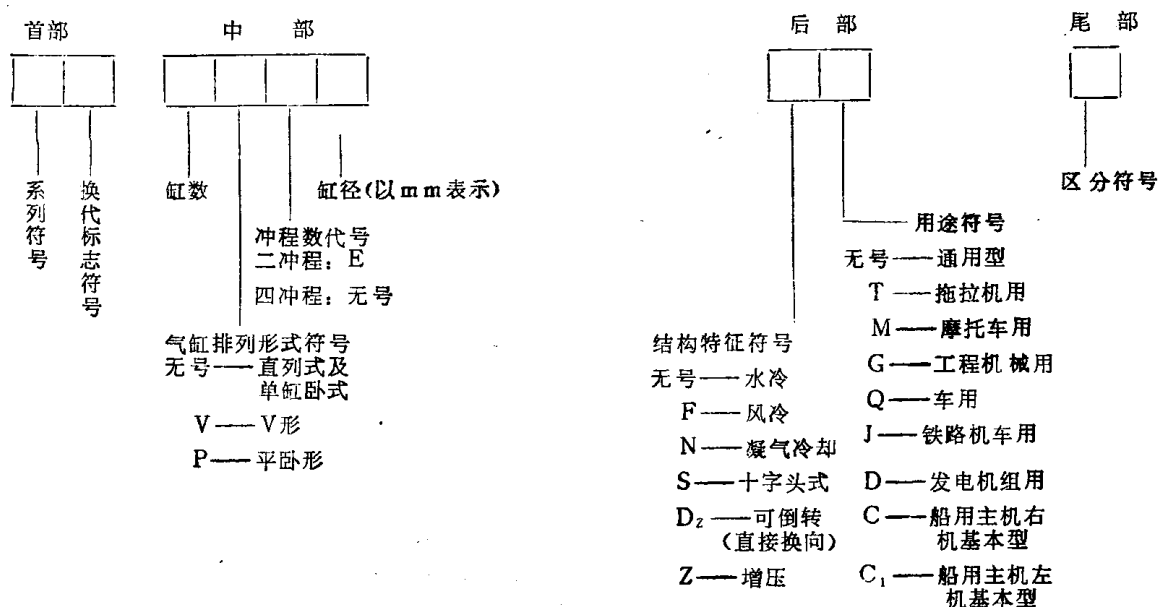 首部
中 部
后 部
尾 部
系列符号
换代标志符号
缸数
缸径(以mm表示)
冲程数代号
二冲程：E
四冲程：无号
气缸排列形式符号
无号——直列式及
单缸卧式
V——V形
P——平卧形
结构特征符号
无号——水冷
F——风冷
N——凝气冷却
S——十字头式
D₂——可倒转
（直接换向）
Z——增压
用途符号
无号——通用型
T——拖拉机用
M——摩托车用
G——工程机械用
Q——车用
J——铁路机车用
D——发电机组用
C——船用主机右
机基本型
C₁——船用主机左
机基本型
区分符号